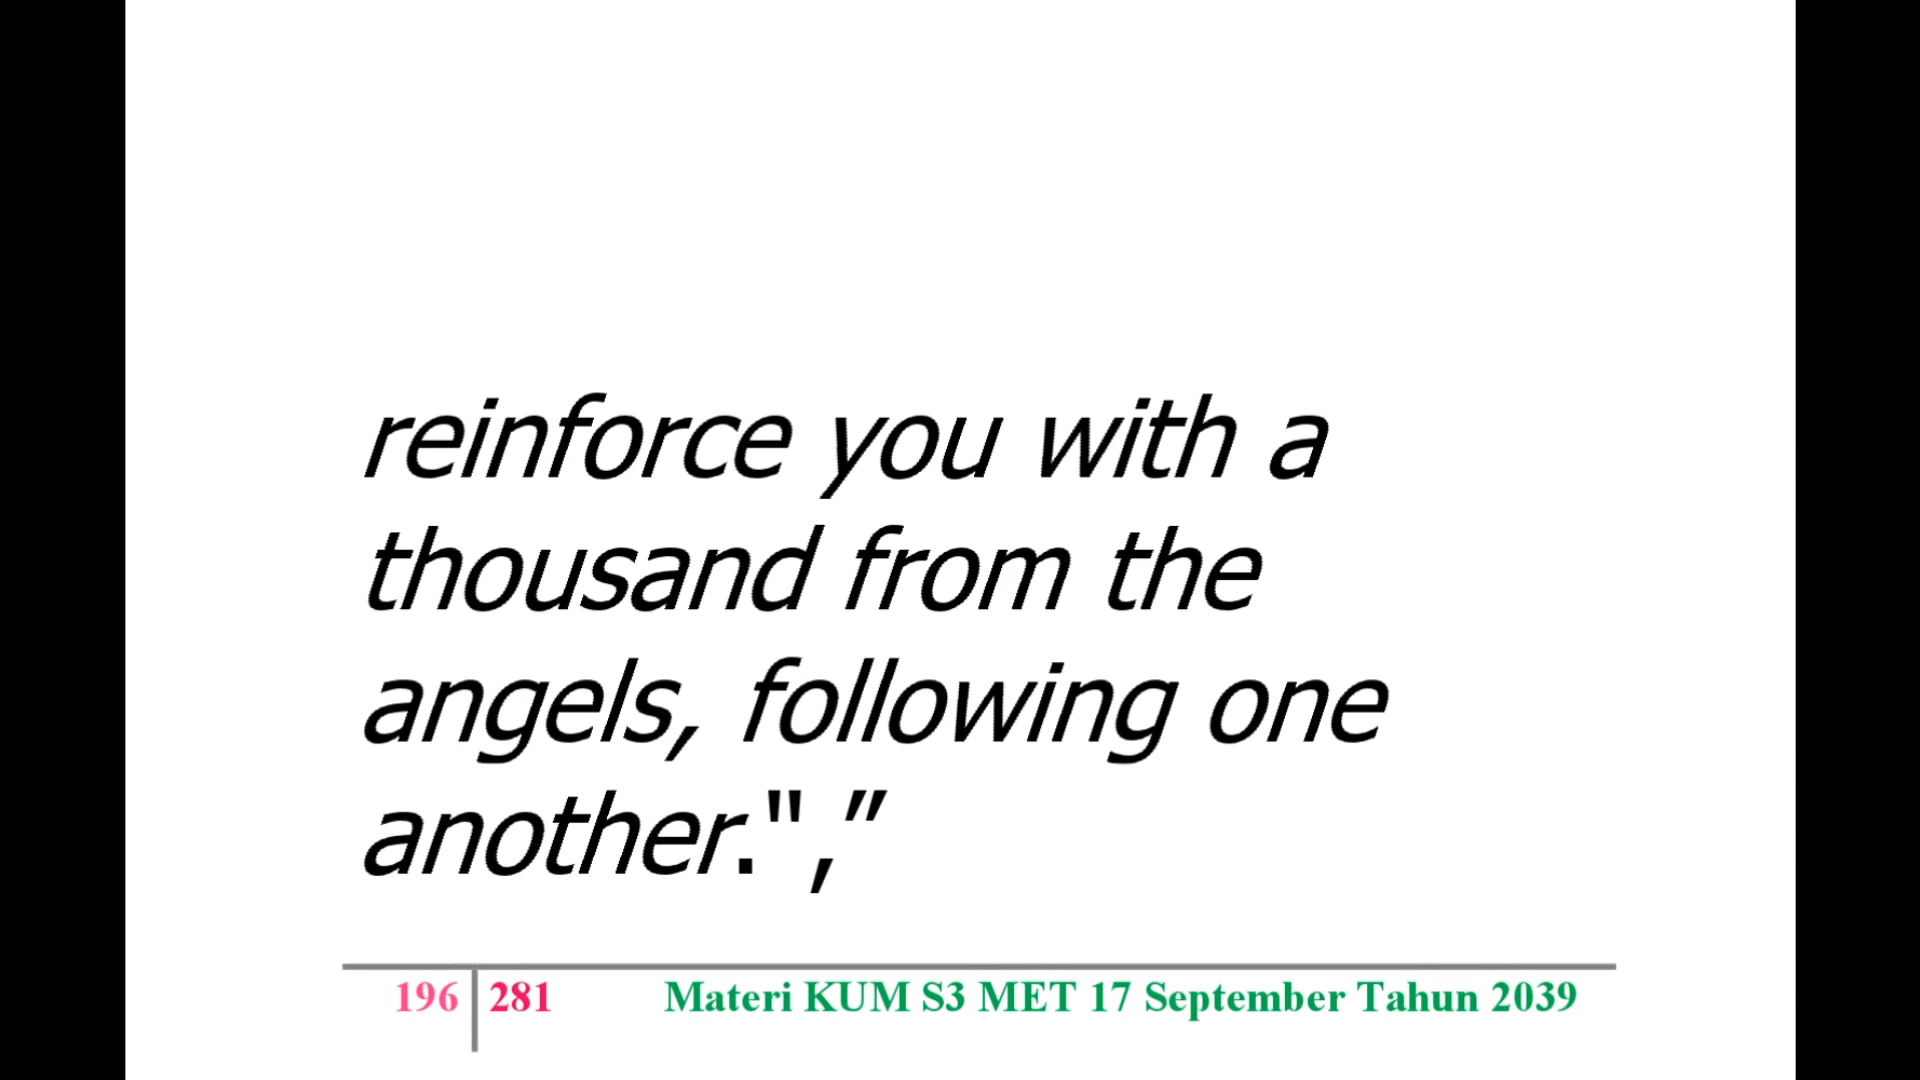 reinforce you with a
thousand from the
angels, following one
another.“,”
196 281 Materi KUM S3 MET 17 September Tahun 2039